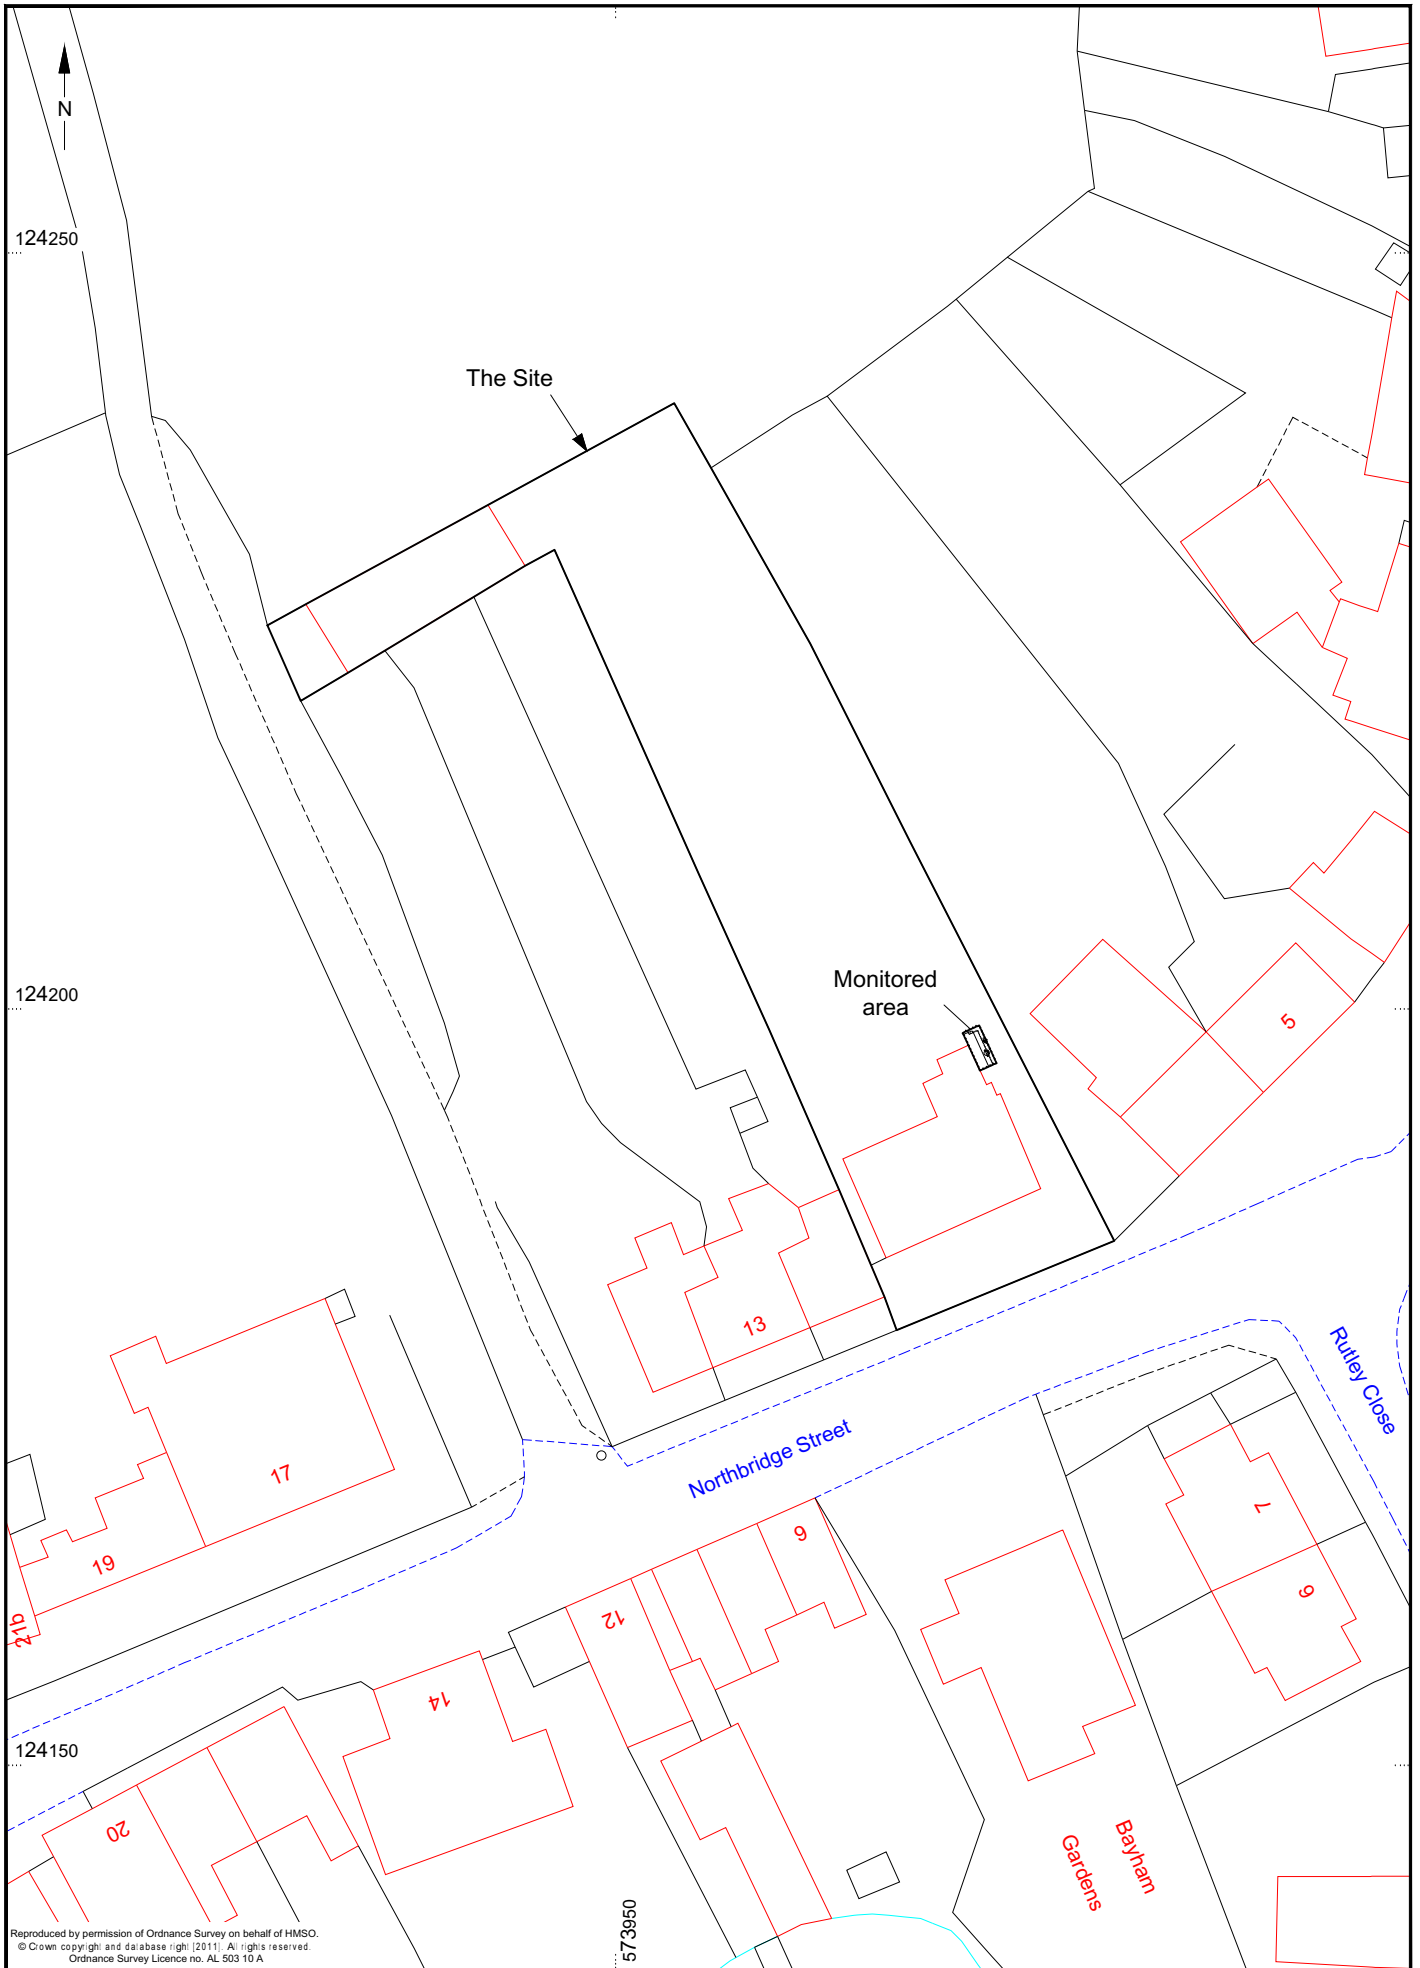 N
124250
The Site
124200
Monitored
area
5
13
Rutley Close
Northbridge Street
17
19
21b
9
7
6
12
14
124150
20
Bayham
Gardens
573950
Reproduced by permission of Ordnance Survey on behalf of HMSO.
© Crown copyright and database right [2011]. All rights reserved.
Ordnance Survey Licence no. AL 503 10 A